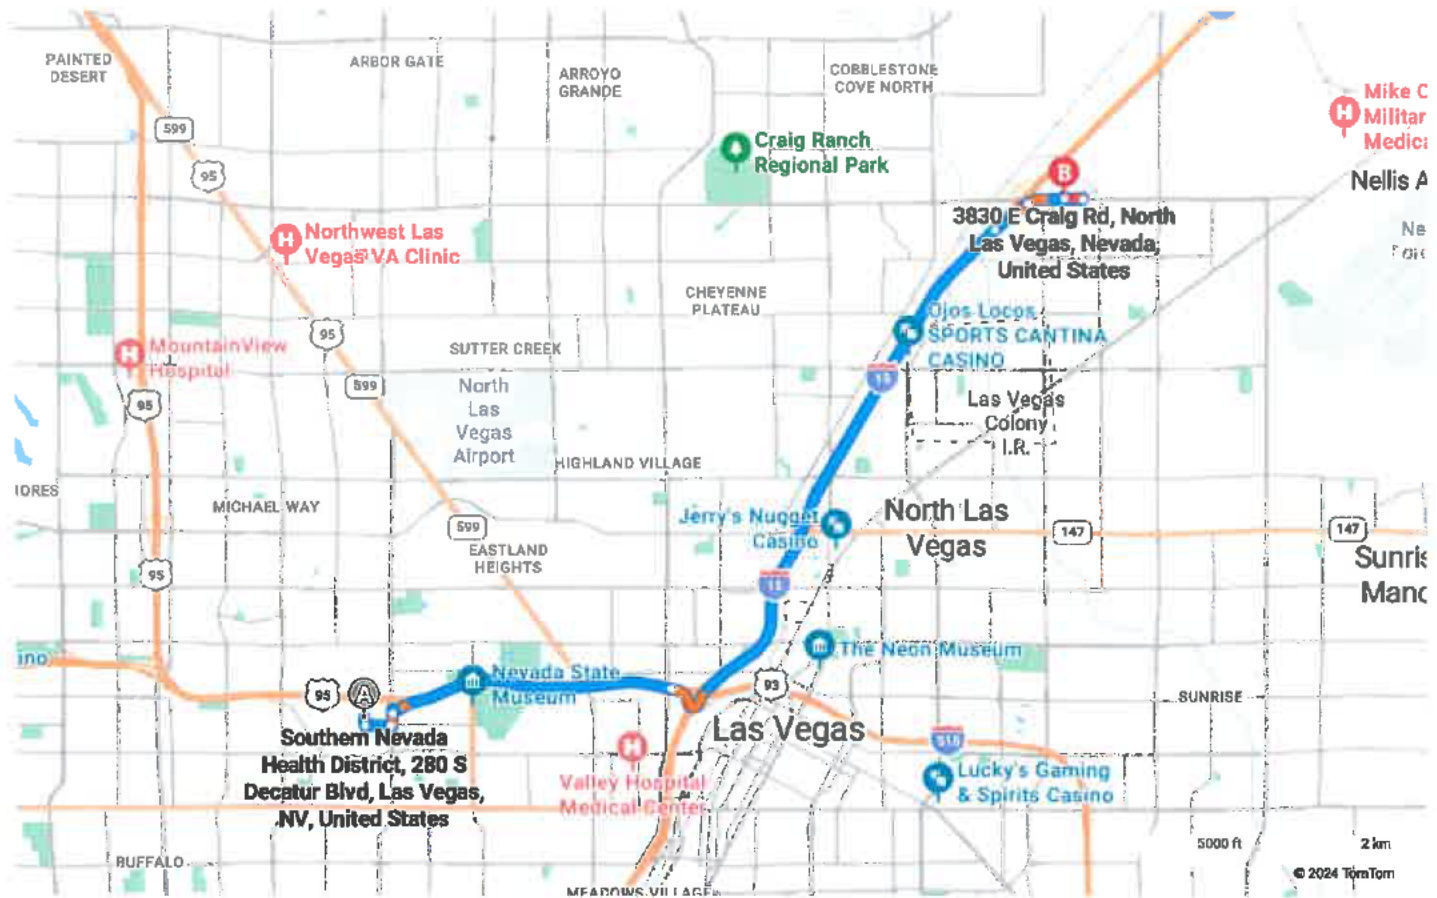 PAINTED
DESERT
ARBOR GATE
ARROYO
GRANDE
COBBLESTONE
COVE NORTH
Mike C
Militar
Medica
599
95
Craig Ranch
Regional Park
B
Nellis A
3830 E Craig Rd, North
Las Vegas, Nevada,
United States
Ne
H
Northwest Las
Vegas VA Clinic
CHEYENNE
PLATEAU
Ojos Locos
SPORTS CANTINA
CASINO
95
SUTTER CREEK
H
MountainView
Hospital
599
15
95
North
Las
Vegas
Airport
Las Vegas
Colony
I.R.
HIGHLAND VILLAGE
IORES
MICHAEL WAY
599
Jerry's Nugget
Casino
North Las
Vegas
147
147
EASTLAND
HEIGHTS
Sunris
Mano
95
15
ino
The Neon Museum
Nevada State
Museum
95
A
93
SUNRISE
Las Vegas
Southern Nevada
Health District, 280 S
Decatur Blvd, Las Vegas,
NV, United States
H
Valley Hospital
Medical Center
515
Lucky's Gaming
& Spirits Casino
5000 ft
2 km
BUFFALO
© 2024 TomTom
MEADOWS VILLAGE